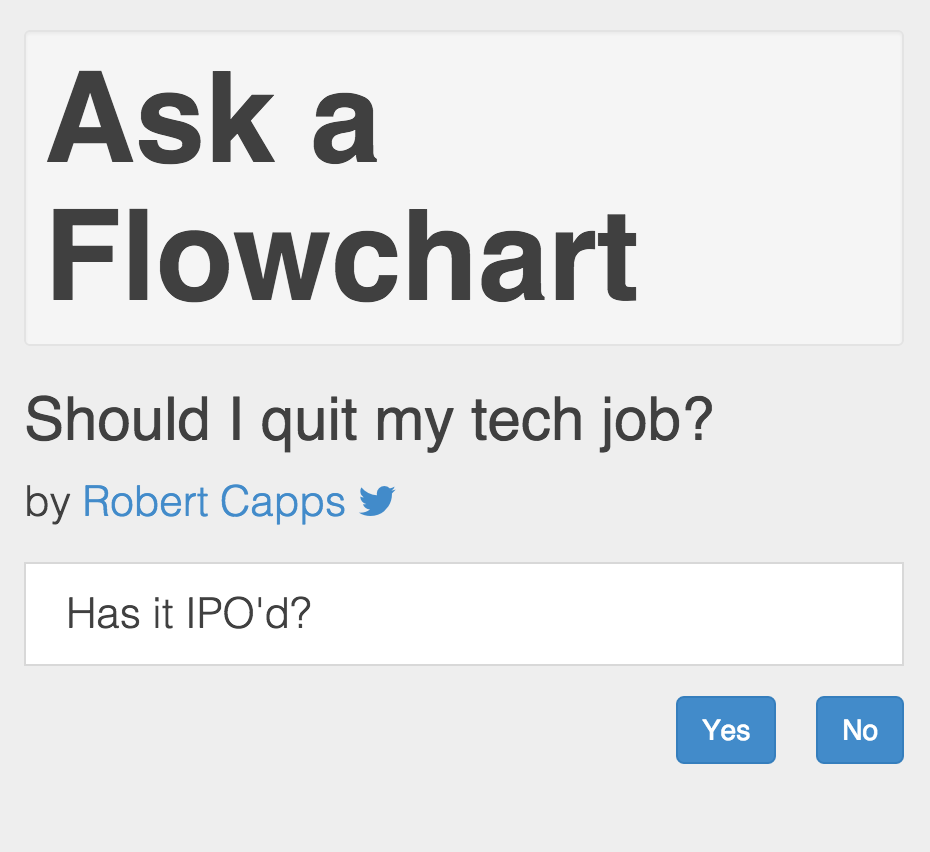 Ask a
Flowchart
Should I quit my tech job?
by Robert Capps
Has it IPO'd?
Yes No